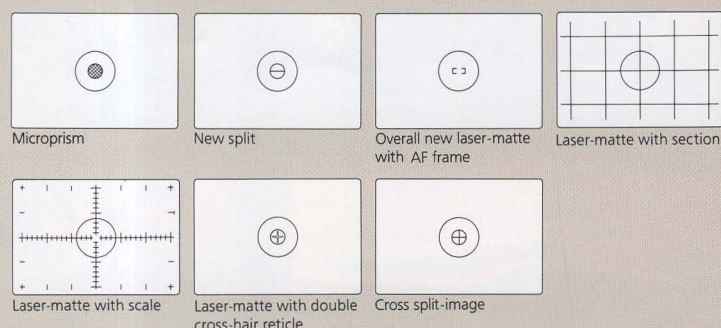 Microprism
New split
Overall new laser-matte
with AF frame
Laser-matte with section
Laser-matte with scale
Laser-matte with double
cross-hair reticle
Cross split-image